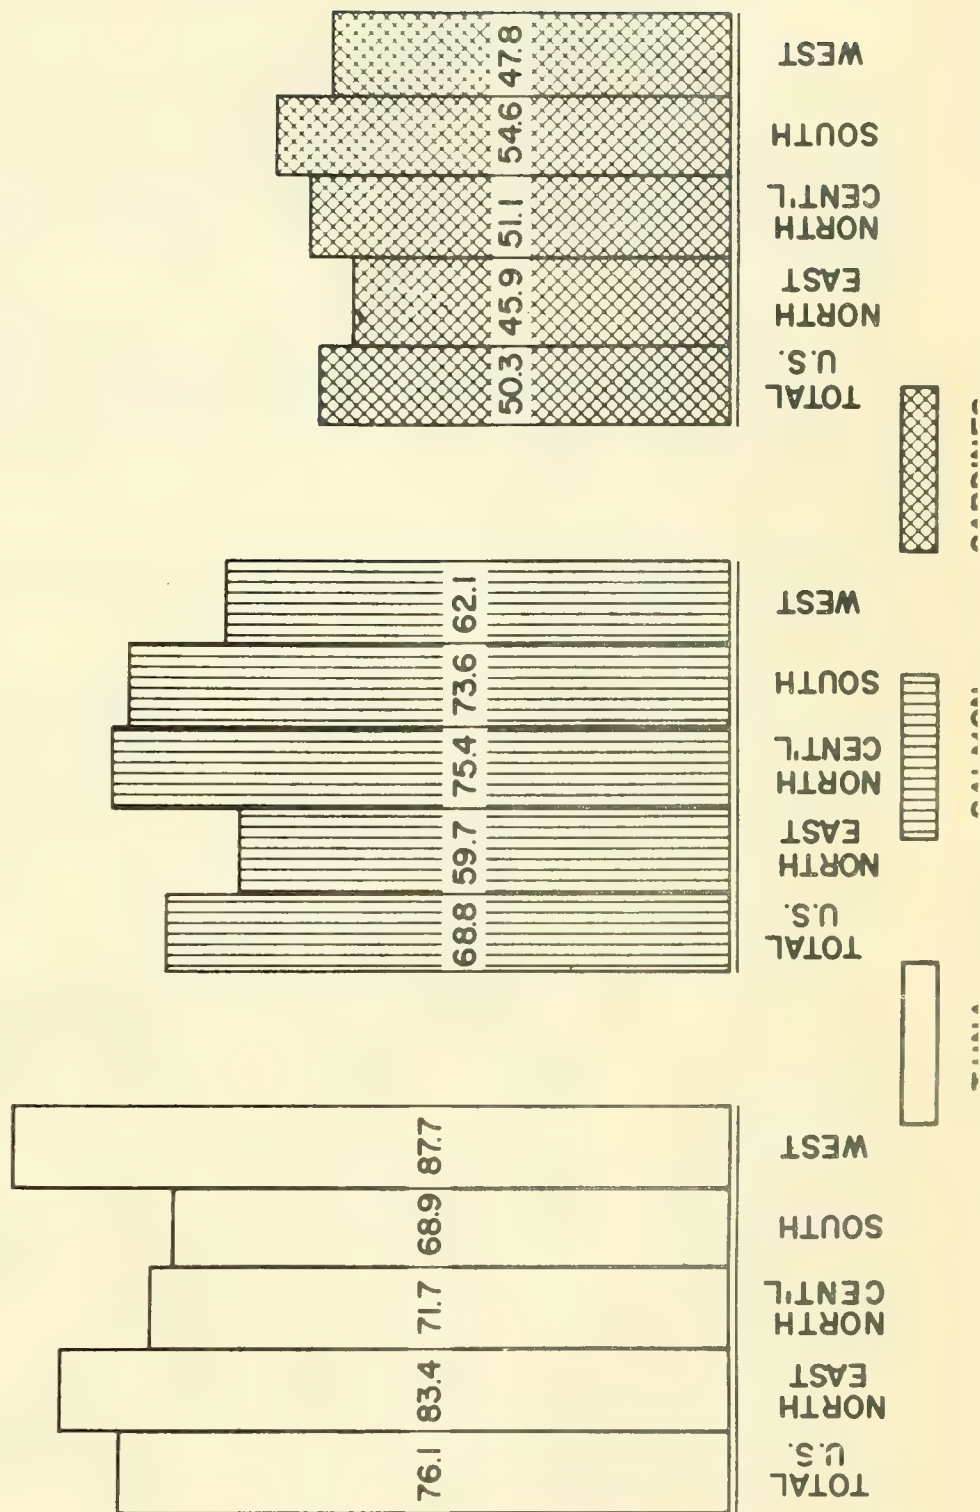 76.1
83.4
71.7
68.9
87.7
TOTAL
U.S.
NORTH
EAST
NORTH
CENT'L
SOUTH
WEST
68.8
59.7
75.4
73.6
62.1
TOTAL
U.S.
NORTH
EAST
NORTH
CENT'L
SOUTH
WEST
50.3
45.9
51.1
54.6
47.8
TOTAL
U.S.
NORTH
EAST
NORTH
CENT'L
SOUTH
WEST